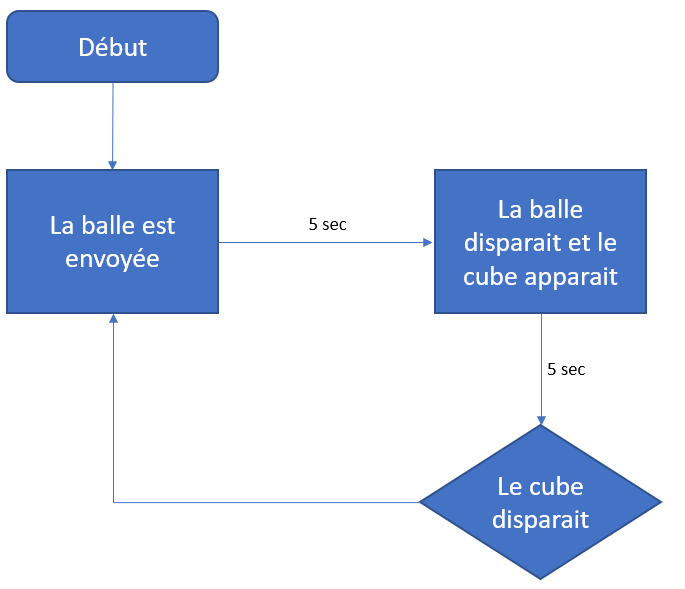 Début
La balle est
envoyée
5 sec
La balle
disparait et le
cube apparait
5 sec
Le cube
disparait